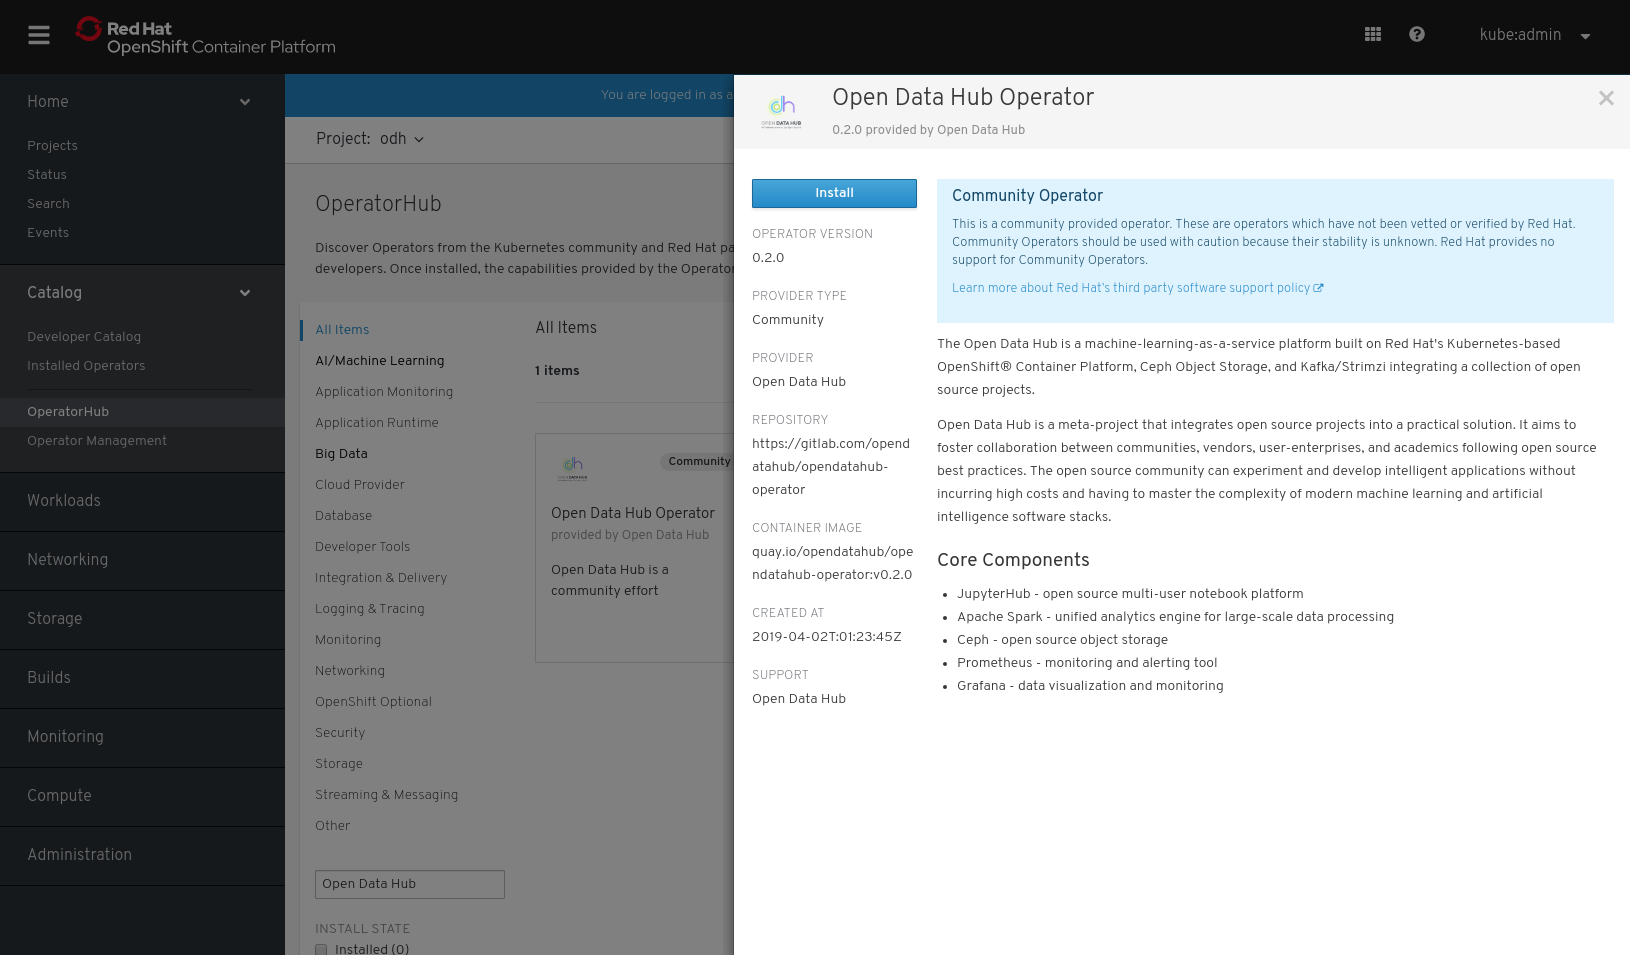 Red Hat
OpenShift Container Platform
kube:admin
Home
Projects
Status
Search
Events
Catalog
Developer Catalog
Installed Operators
OperatorHub
Operator Management
Workloads
Networking
Storage
Builds
Monitoring
Compute
Administration
You are logged in as a
Project: odh
OperatorHub
Discover Operators from the Kubernetes community and Red Hat pa
developers. Once installed, the capabilities provided by the Operator
All Items
AI/Machine Learning
Application Monitoring
Application Runtime
Big Data
Cloud Provider
Database
Developer Tools
Integration & Delivery
Logging & Tracing
Monitoring
Networking
OpenShift Optional
Security
Storage
Streaming & Messaging
Other
Open Data Hub
INSTALL STATE
Installed (0)
All Items
1 items
OPEN DATA HUB
Community
Open Data Hub Operator
provided by Open Data Hub
Open Data Hub is a
community effort
OPEN DATA HUB
Open Data Hub Operator
0.2.0 provided by Open Data Hub
Install
OPERATOR VERSION
0.2.0
PROVIDER TYPE
Community
PROVIDER
Open Data Hub
REPOSITORY
https://gitlab.com/opend
atahub/opendatahub-
operator
CONTAINER IMAGE
quay.io/opendatahub/ope
ndatahub-operator:v0.2.0
CREATED AT
2019-04-02T:01:23:45Z
SUPPORT
Open Data Hub
Community Operator
This is a community provided operator. These are operators which have not been vetted or verified by Red Hat.
Community Operators should be used with caution because their stability is unknown. Red Hat provides no
support for Community Operators.
Learn more about Red Hat's third party software support policy
The Open Data Hub is a machine-learning-as-a-service platform built on Red Hat's Kubernetes-based
OpenShift® Container Platform, Ceph Object Storage, and Kafka/Strimzi integrating a collection of open
source projects.
Open Data Hub is a meta-project that integrates open source projects into a practical solution. It aims to
foster collaboration between communities, vendors, user-enterprises, and academics following open source
best practices. The open source community can experiment and develop intelligent applications without
incurring high costs and having to master the complexity of modern machine learning and artificial
intelligence software stacks.
Core Components
JupyterHub - open source multi-user notebook platform
Apache Spark - unified analytics engine for large-scale data processing
Ceph - open source object storage
Prometheus - monitoring and alerting tool
Grafana - data visualization and monitoring